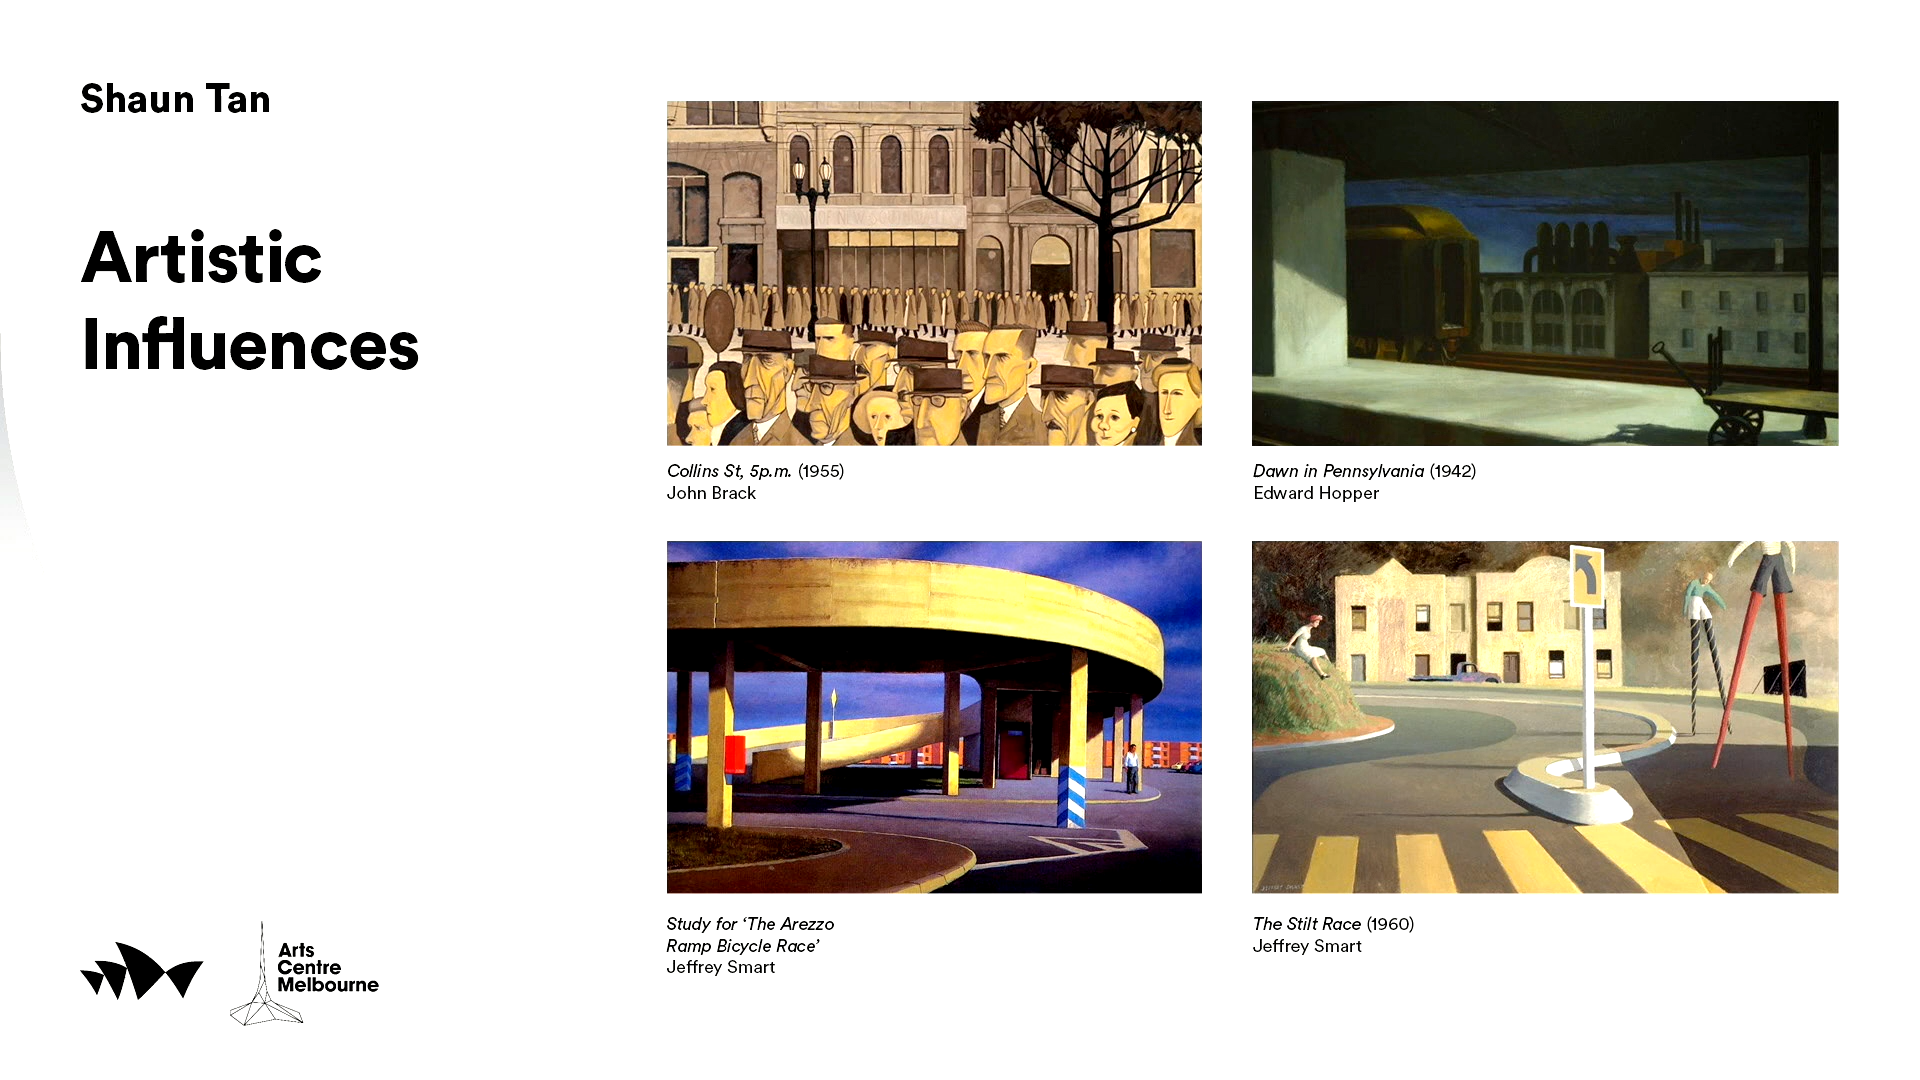 Shaun Tan
Artistic
Influences
Collins St, 5p.m. (1955)
John Brack
Dawn in Pennsylvania (1942)
Edward Hopper
Study for ‘The Arezzo
Ramp Bicycle Race’
Jeffrey Smart
The Stilt Race (1960)
Jeffrey Smart
Arts
Centre
Melbourne